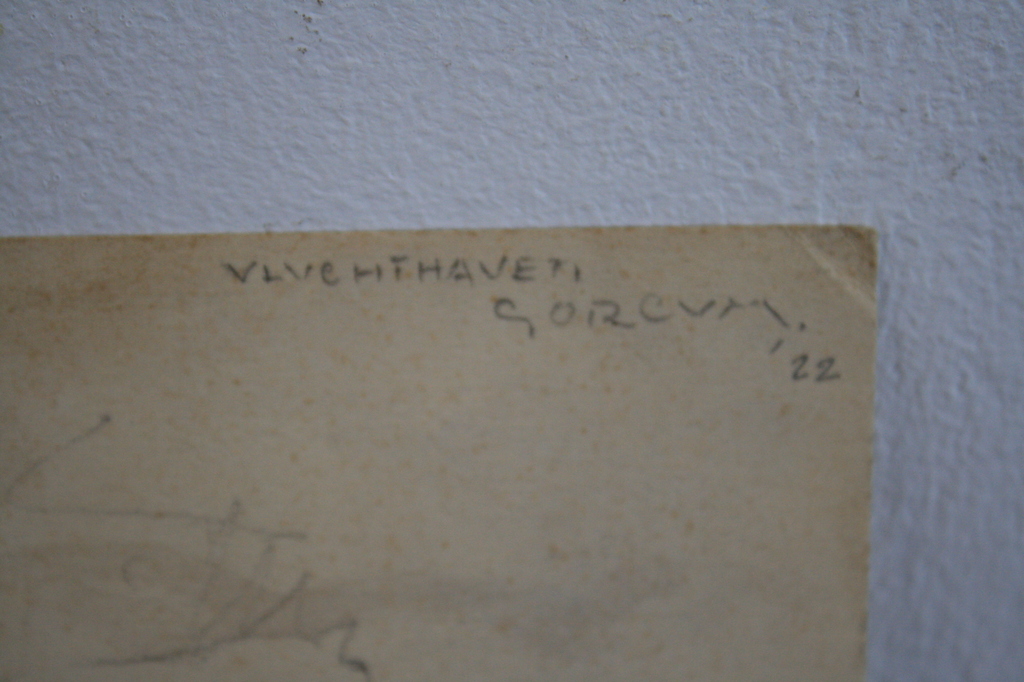 VLVCHTHAVEN
GORCVM,
'22